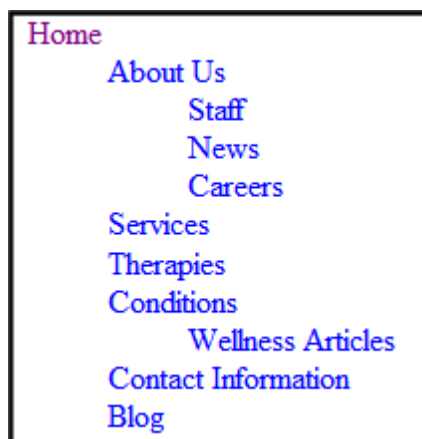 Home
About Us
Staff
News
Careers
Services
Therapies
Conditions
Wellness Articles
Contact Information
Blog